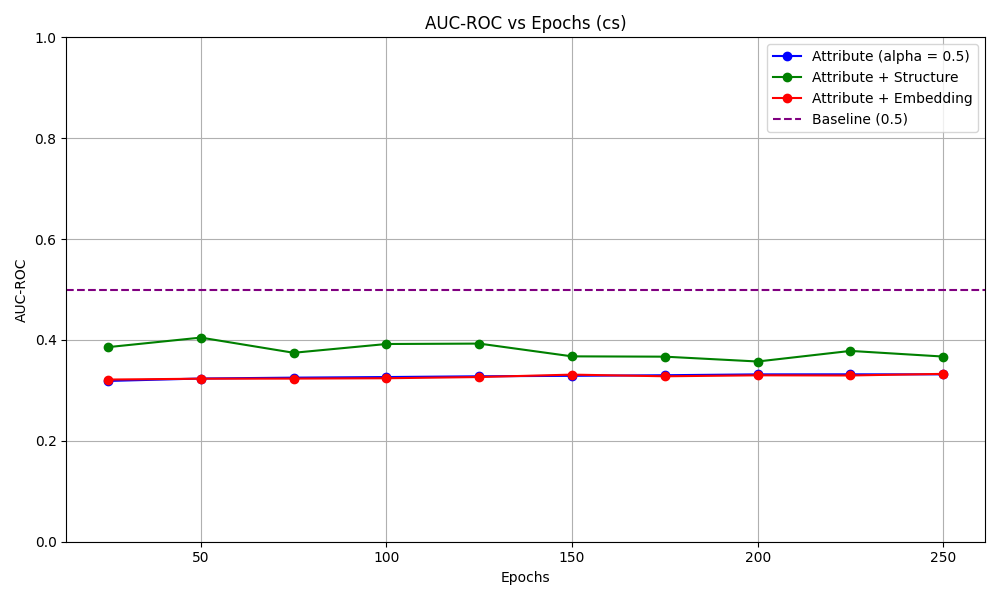 AUC-ROC vs Epochs (cs)
1.0
0.8
0.6
0.4
0.2
0.0
AUC-ROC
Attribute (alpha = 0.5)
Attribute + Structure
Attribute + Embedding
Baseline (0.5)
50
100
150
200
250
Epochs